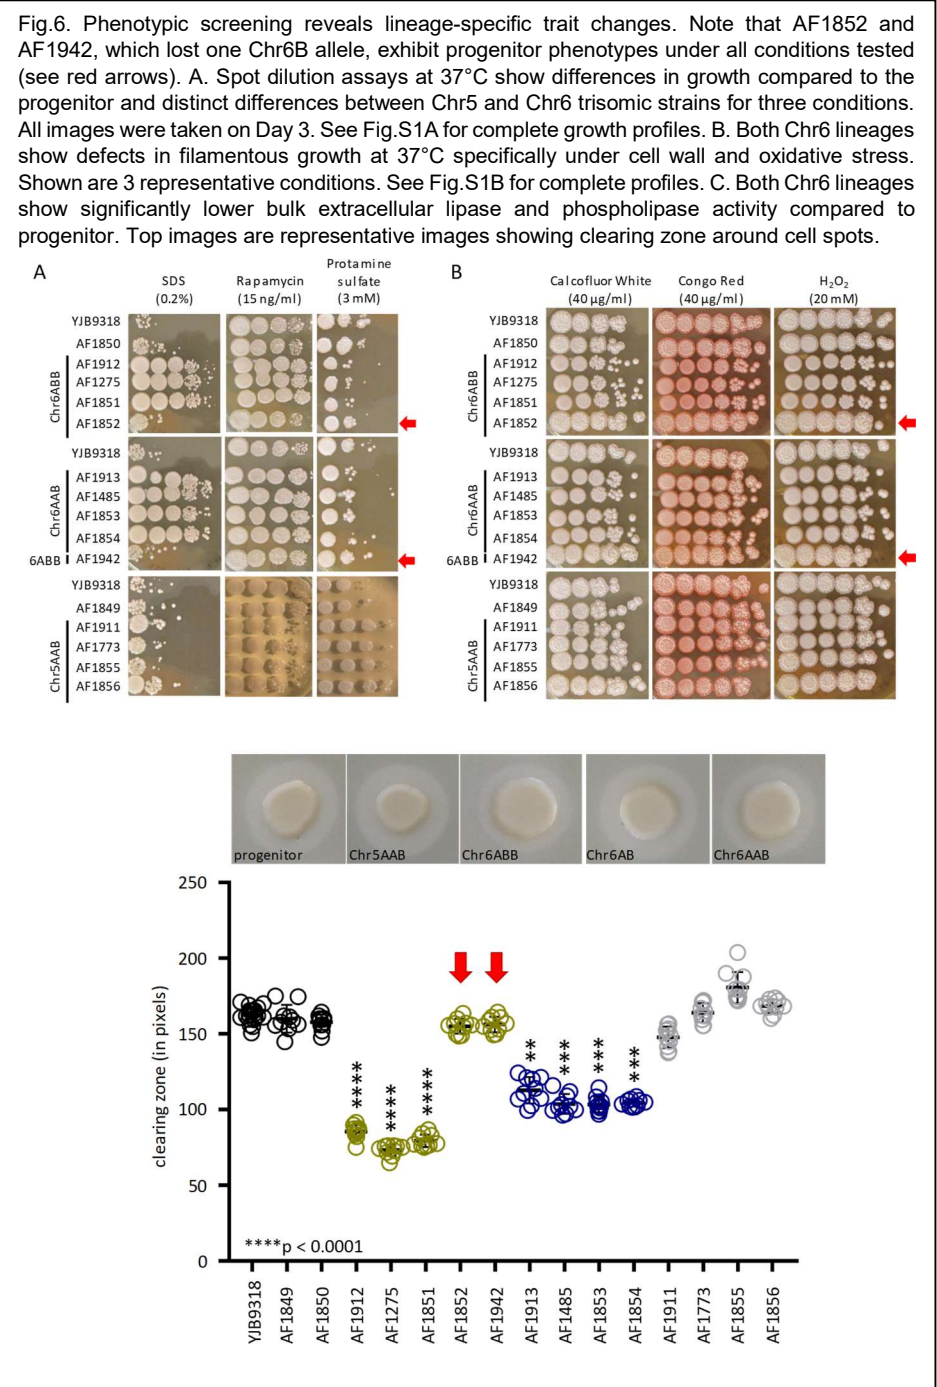 Fig.6. Phenotypic screening reveals lineage-specific trait changes. Note that AF1852 and
AF1942, which lost one Chr6B allele, exhibit progenitor phenotypes under all conditions tested
(see red arrows). A. Spot dilution assays at 37°C show differences in growth compared to the
progenitor and distinct differences between Chr5 and Chr6 trisomic strains for three conditions.
All images were taken on Day 3. See Fig.S1A for complete growth profiles. B. Both Chr6 lineages
show defects in filamentous growth at 37°C specifically under cell wall and oxidative stress.
Shown are 3 representative conditions. See Fig.S1B for complete profiles. C. Both Chr6 lineages
show significantly lower bulk extracellular lipase and phospholipase activity compared to
progenitor. Top images are representative images showing clearing zone around cell spots.
A
SDS
(0.2%)
Rapamycin
(15 ng/ml)
Protamine
sulfate
(3 mM)
YJB9318
AF1850
AF1912
AF1275
AF1851
AF1852
Chr6ABB
YJB9318
AF1913
AF1485
AF1853
AF1854
Chr6AAB
6ABB AF1942
YJB9318
AF1849
AF1911
AF1773
AF1855
AF1856
Chr5AAB
B
Calcofluor White
(40 µg/ml)
Congo Red
(40 µg/ml)
H₂O₂
(20 mM)
YJB9318
AF1850
AF1912
AF1275
AF1851
AF1852
Chr6ABB
YJB9318
AF1913
AF1485
AF1853
AF1854
Chr6AAB
6ABB AF1942
YJB9318
AF1849
AF1911
AF1773
AF1855
AF1856
Chr5AAB
progenitor
Chr5AAB
Chr6ABB
Chr6AB
Chr6AAB
clearing zone (in pixels)
250
200
150
100
50
0
****
****
****
**
***
***
***
****p < 0.0001
YJB9318
AF1849
AF1850
AF1912
AF1275
AF1851
AF1852
AF1942
AF1913
AF1485
AF1853
AF1854
AF1911
AF1773
AF1855
AF1856